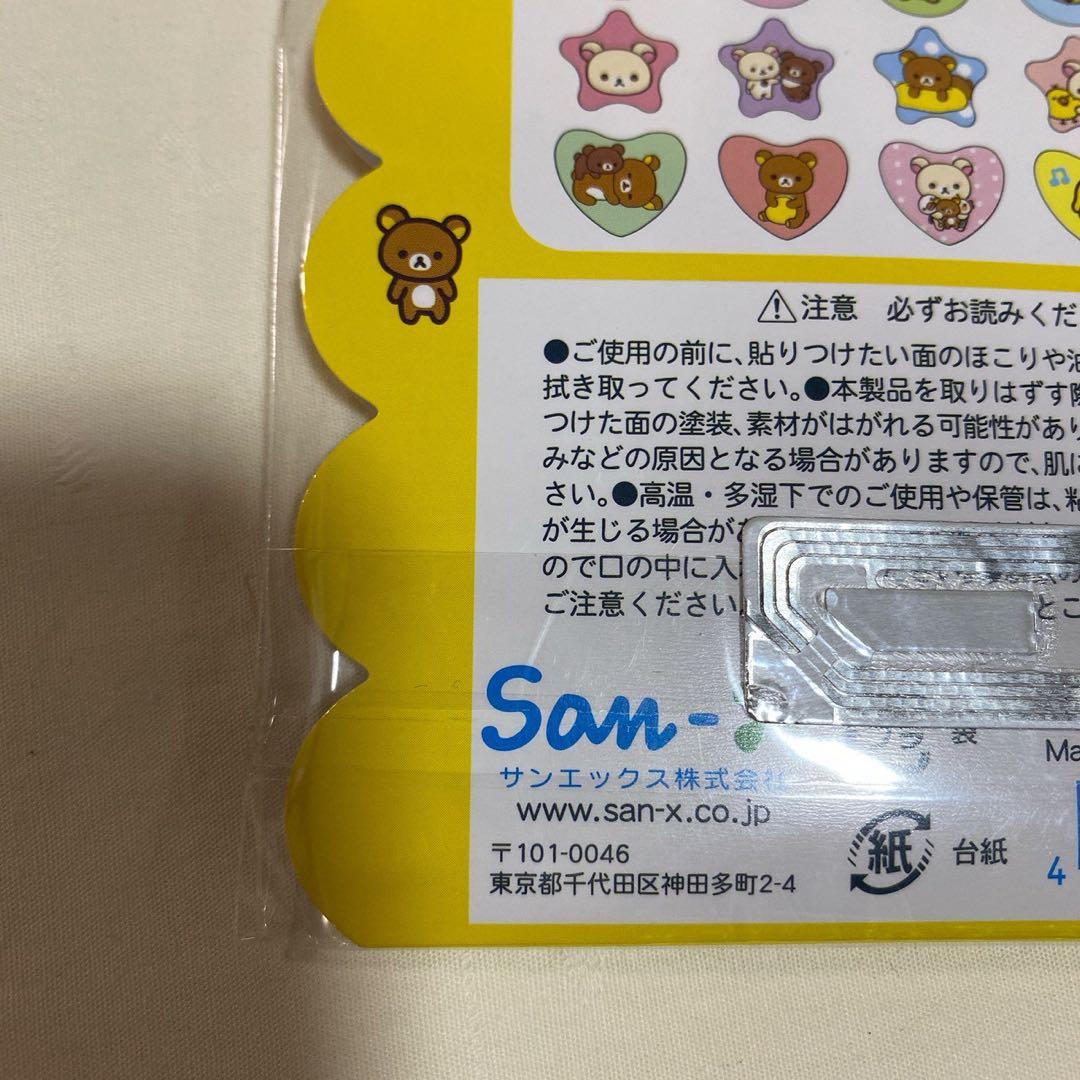 注意 必ずお読みくだ
●ご使用の前に、貼りつけたい面のほこりや油
拭き取ってください。●本製品を取りはずす際
つけた面の塗装、素材がはがれる可能性があり
みなどの原因となる場合がありますので、肌に
さい。●高温・多湿下でのご使用や保管は、粘
が生じる場合が
ので口の中に入
ご注意ください。 とこ
San-
製
Ma
サンエックス株式会社
www.san-x.co.jp
〒101-0046
東京都千代田区神田多町2-4
紙 台紙
4